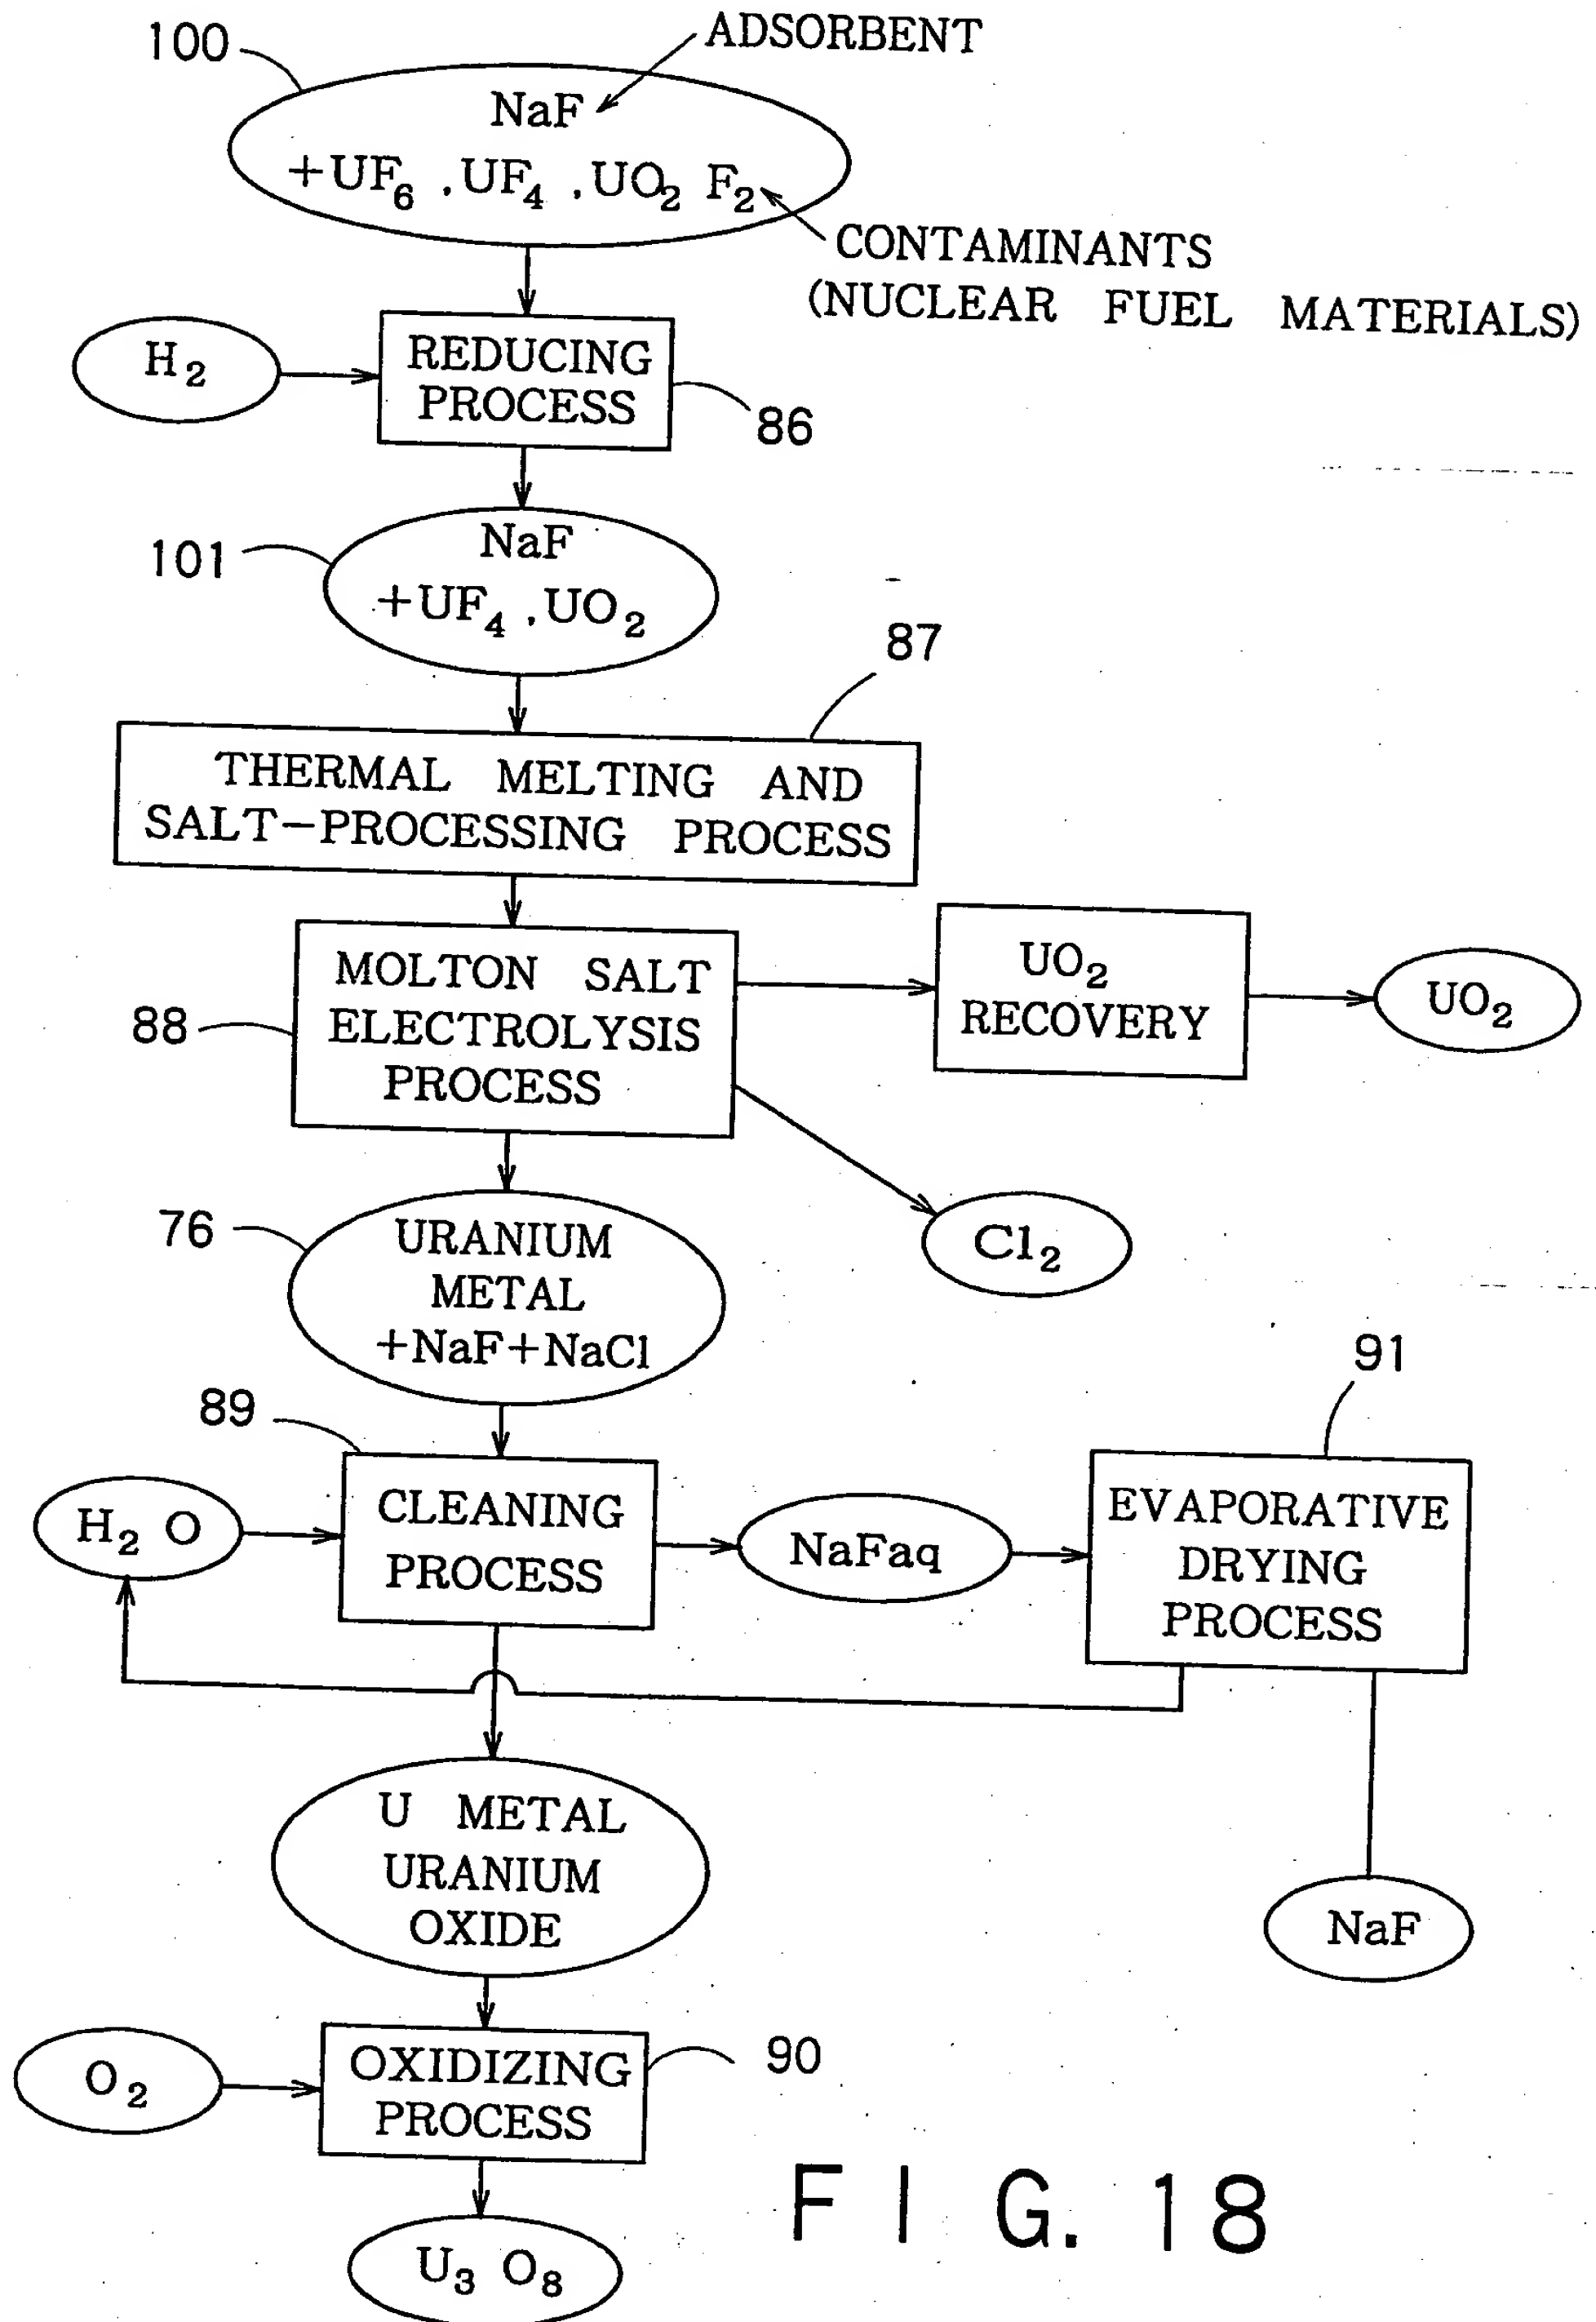 100
ADSORBENT
NaF
+UF6 .UF4 .UO2 F2
CONTAMINANTS
(NUCLEAR FUEL MATERIALS)
H2
REDUCING
PROCESS
86
101
NaF
+UF4 .UO2
87
THERMAL MELTING AND
SALT-PROCESSING PROCESS
88
MOLTON SALT
ELECTROLYSIS
PROCESS
UO2
RECOVERY
UO2
Cl2
76
URANIUM
METAL
+NaF+NaCl
89
91
H2 O
CLEANING
PROCESS
NaFaq
EVAPORATIVE
DRYING
PROCESS
U METAL
URANIUM
OXIDE
NaF
O2
OXIDIZING
PROCESS
90
U3 O8
FIG. 18